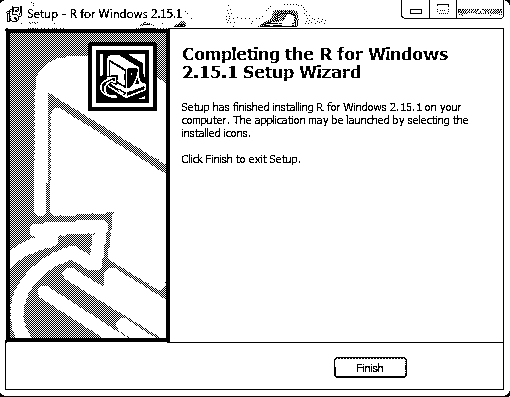 Setup - R for Windows 2.15.1
Completing the R for Windows
2.15.1 Setup Wizard
Setup has finished installing R for Windows 2.15.1 on your
computer. The application may be launched by selecting the
installed icons.
Click Finish to exit Setup.
Finish